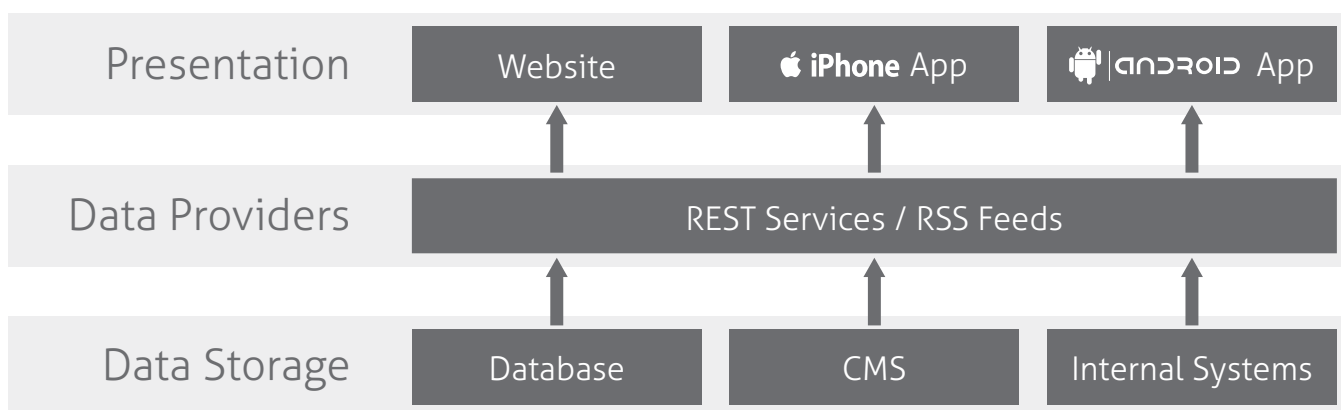 Presentation
Website
iPhone App
ANDROID App
Data Providers
REST Services / RSS Feeds
Data Storage
Database
CMS
Internal Systems